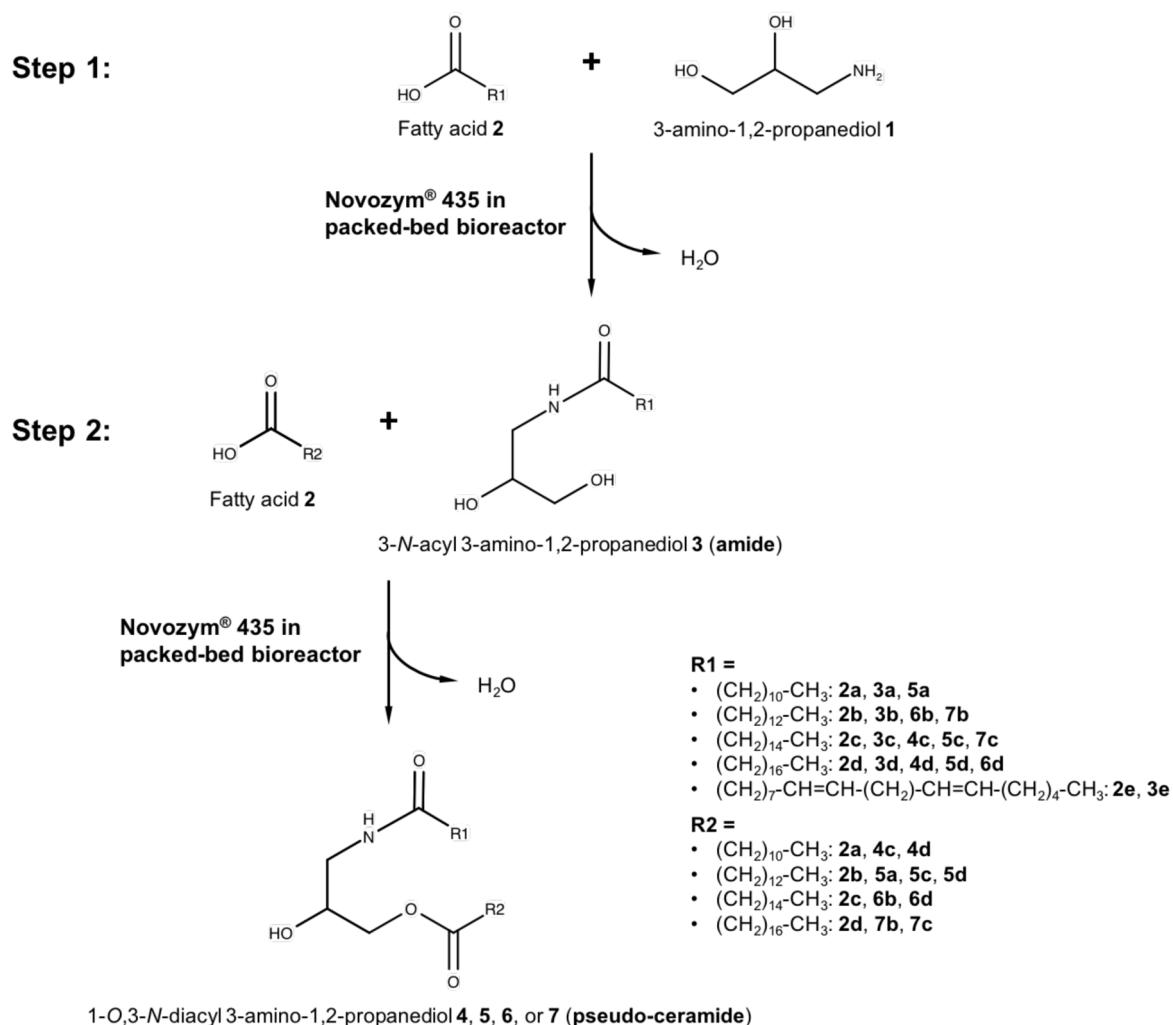 Step 1:
O
HO
R1
Fatty acid 2
+
OH
HO
NH₂
3-amino-1,2-propanediol 1
Novozym® 435 in
packed-bed bioreactor
H₂O
Step 2:
O
HO
R2
Fatty acid 2
+
O
H
N
R1
HO
OH
3-N-acyl 3-amino-1,2-propanediol 3 (amide)
Novozym® 435 in
packed-bed bioreactor
H₂O
O
H
N
R1
HO
O
R2
O
1-O,3-N-diacyl 3-amino-1,2-propanediol 4, 5, 6, or 7 (pseudo-ceramide)
R1 =
• (CH₂)₁₀-CH₃: 2a, 3a, 5a
• (CH₂)₁₂-CH₃: 2b, 3b, 6b, 7b
• (CH₂)₁₄-CH₃: 2c, 3c, 4c, 5c, 7c
• (CH₂)₁₆-CH₃: 2d, 3d, 4d, 5d, 6d
• (CH₂)₇-CH=CH-(CH₂)-CH=CH-(CH₂)₄-CH₃: 2e, 3e
R2 =
• (CH₂)₁₀-CH₃: 2a, 4c, 4d
• (CH₂)₁₂-CH₃: 2b, 5a, 5c, 5d
• (CH₂)₁₄-CH₃: 2c, 6b, 6d
• (CH₂)₁₆-CH₃: 2d, 7b, 7c